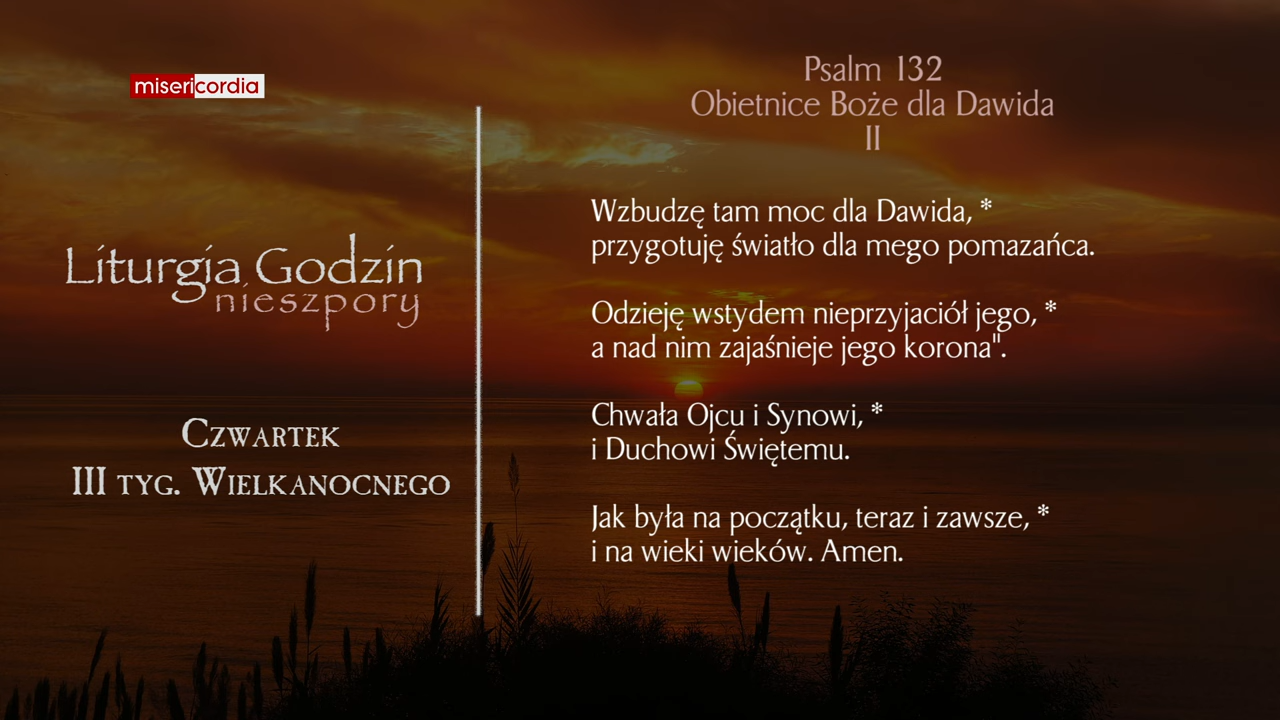 misericordia
Liturgia Godzin
nieszpory
Czwartek
III tyg. Wielkanocnego
Psalm 132
Obietnice Boże dla Dawida
II
Wzbudzę tam moc dla Dawida, *
przygotuję światło dla mego pomazańca.
Odzieję wstydem nieprzyjaciół jego, *
a nad nim zajaśnieje jego korona".
Chwała Ojcu i Synowi, *
i Duchowi Świętemu.
Jak była na początku, teraz i zawsze, *
i na wieki wieków. Amen.